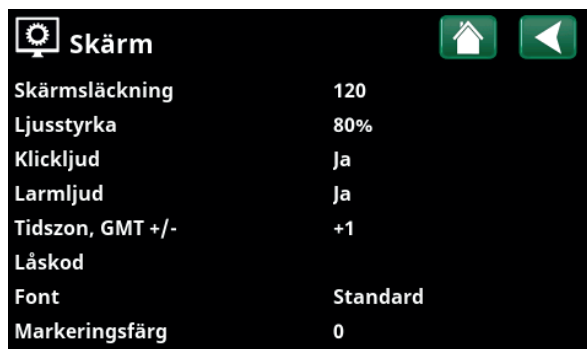 Skärm
Skärmsläckning 120
Ljusstyrka 80%
Klickljud Ja
Larmljud Ja
Tidszon, GMT +/- +1
Låskod
Font Standard
Markeringsfärg 0